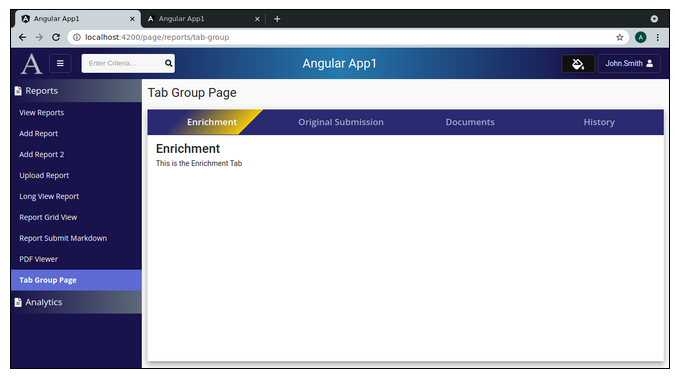 Angular App1
Angular App1
localhost:4200/page/reports/tab-group
A
A
Enter Criteria...
Angular App1
John.Smith
Reports
View Reports
Add Report
Add Report 2
Upload Report
Long View Report
Report Grid View
Report Submit Markdown
PDF Viewer
Tab Group Page
Analytics
Tab Group Page
Enrichment Original Submission Documents History
Enrichment
This is the Enrichment Tab